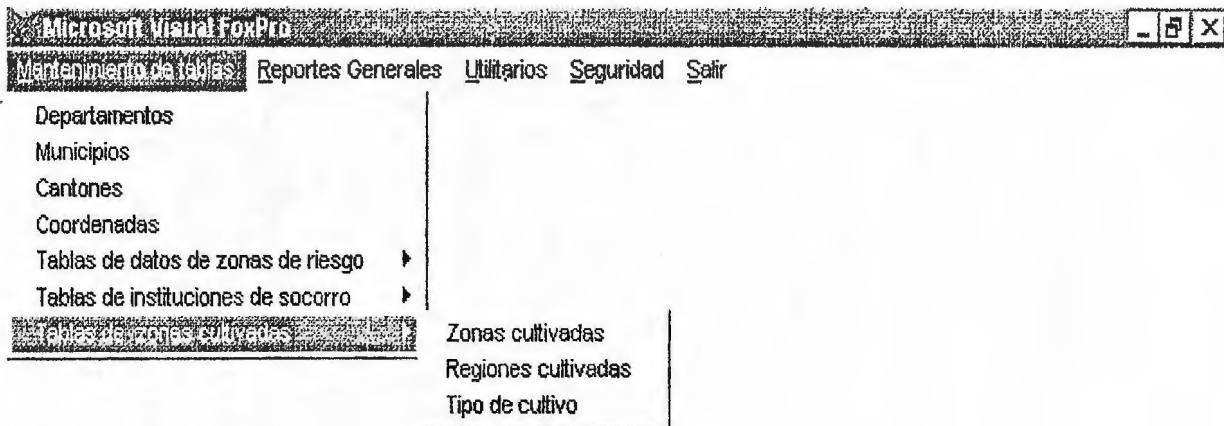 Microsoft Visual FoxPro
Mantenimiento de tablas Reportes Generales Utilitarios Seguridad Salir
Departamentos
Municipios
Cantones
Coordenadas
Tablas de datos de zonas de riesgo
Tablas de instituciones de socorro
Tablas de zonas cultivadas
Zonas cultivadas
Regiones cultivadas
Tipo de cultivo